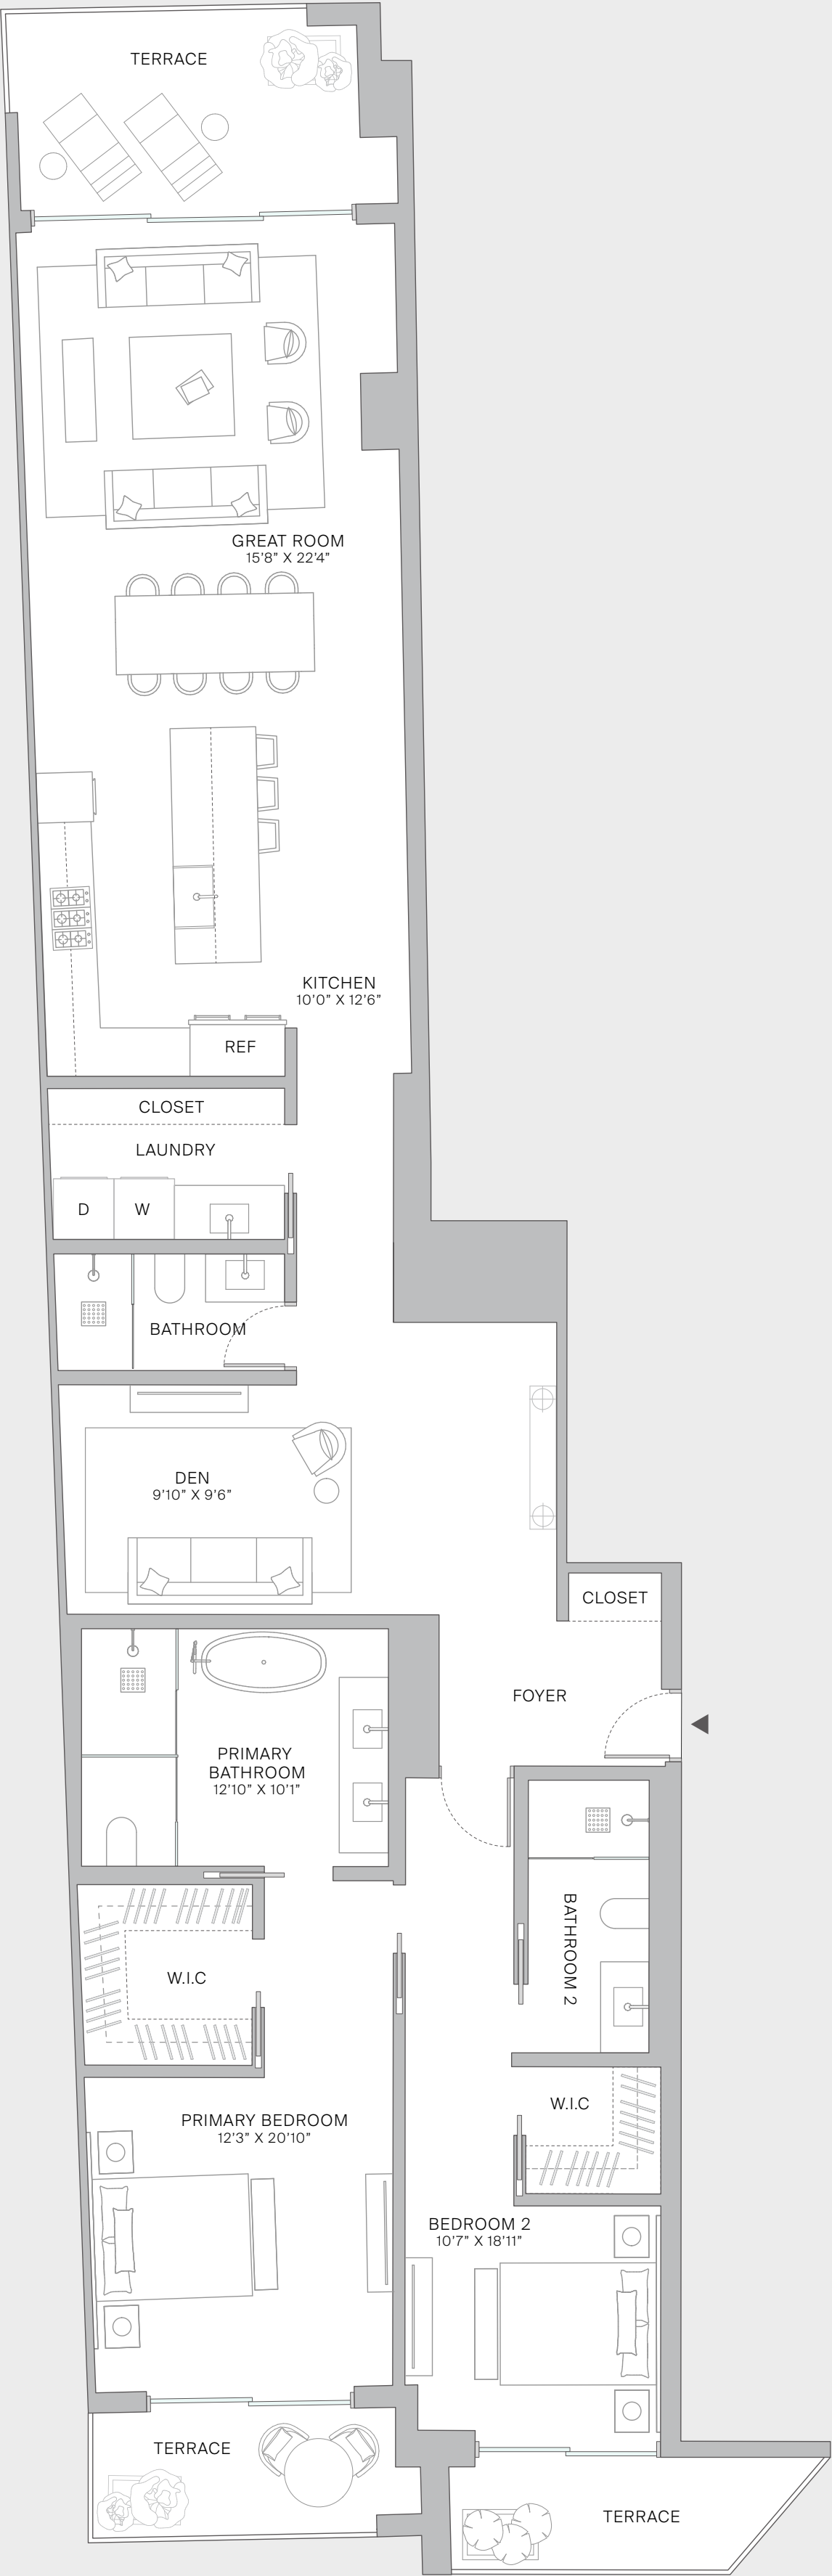 TERRACE
GREAT ROOM
15'8" X 22'4"
KITCHEN
10'0" X 12'6"
REF
CLOSET
LAUNDRY
D
W
BATHROOM
DEN
9'10" X 9'6"
CLOSET
FOYER
PRIMARY
BATHROOM
12'10" X 10'1"
BATHROOM 2
W.I.C
W.I.C
PRIMARY BEDROOM
12'3" X 20'10"
BEDROOM 2
10'7" X 18'11"
TERRACE
TERRACE